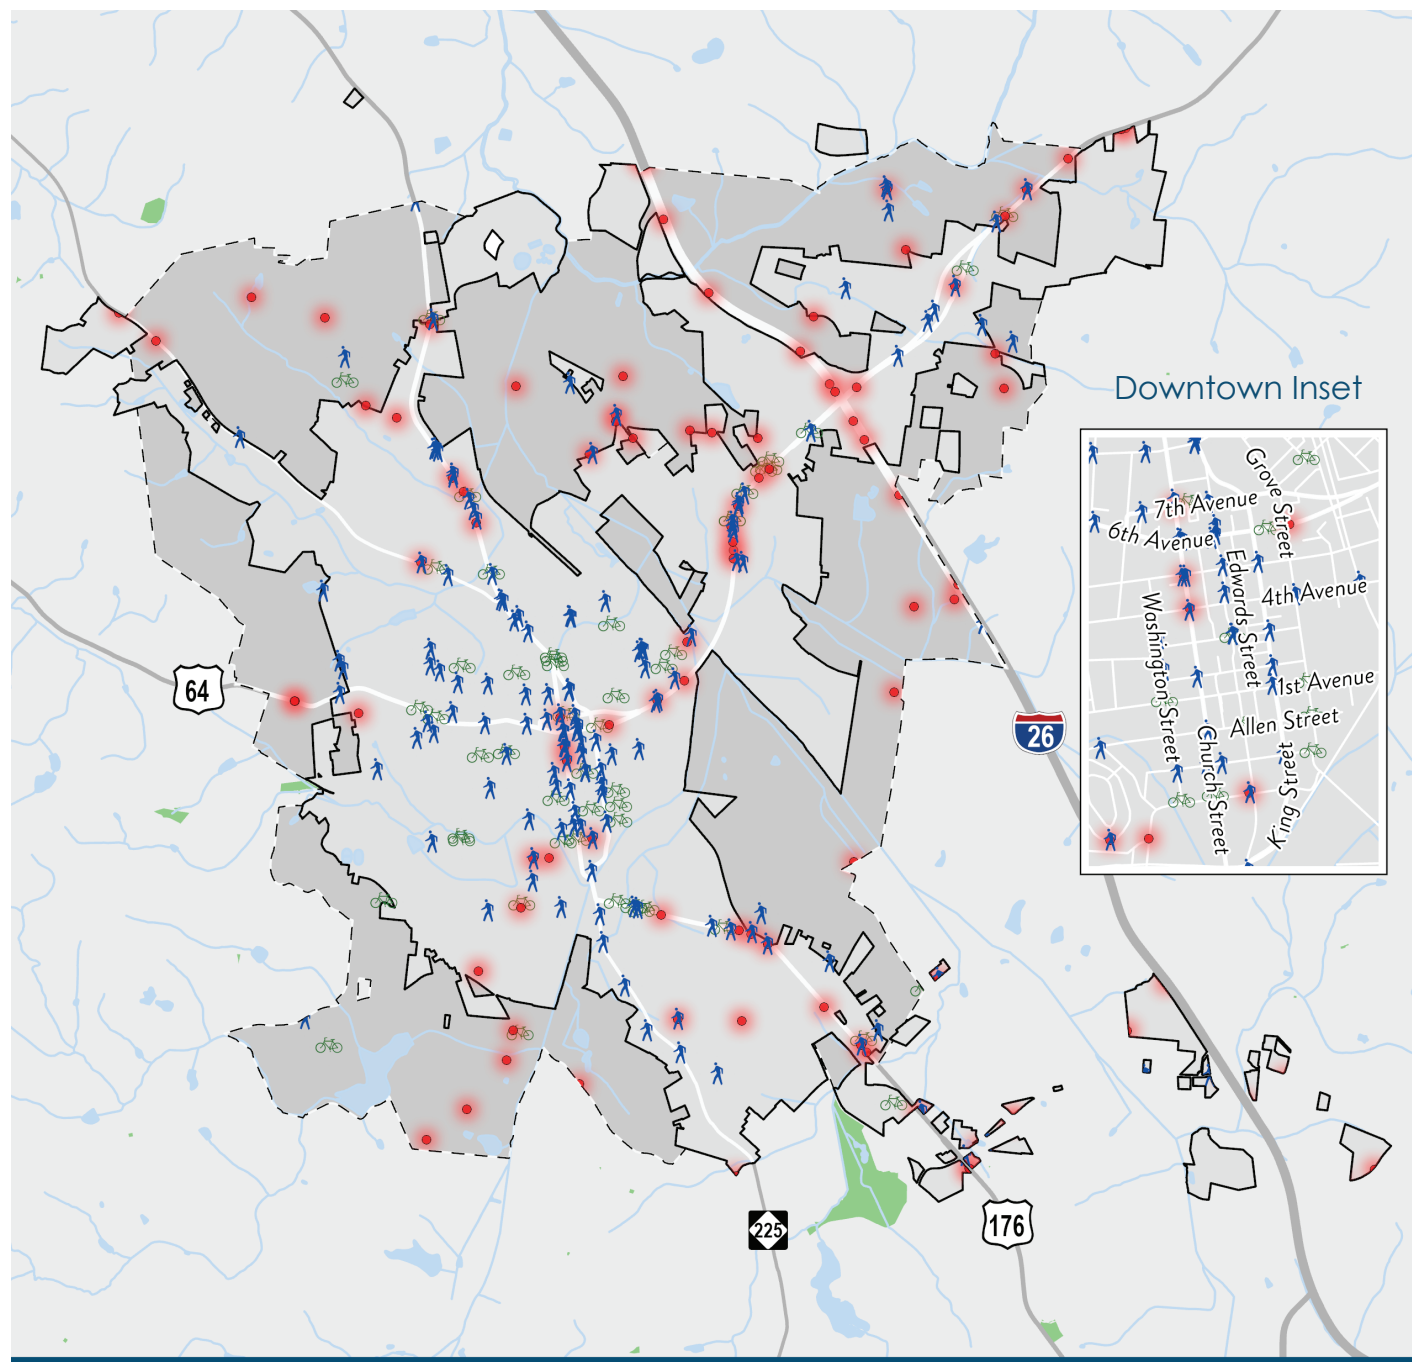 Downtown Inset
Grove Street
7th Avenue
6th Avenue
Edwards Street
4th Avenue
Washington Street
1st Avenue
Allen Street
Church Street
King Street
64
26
225
176